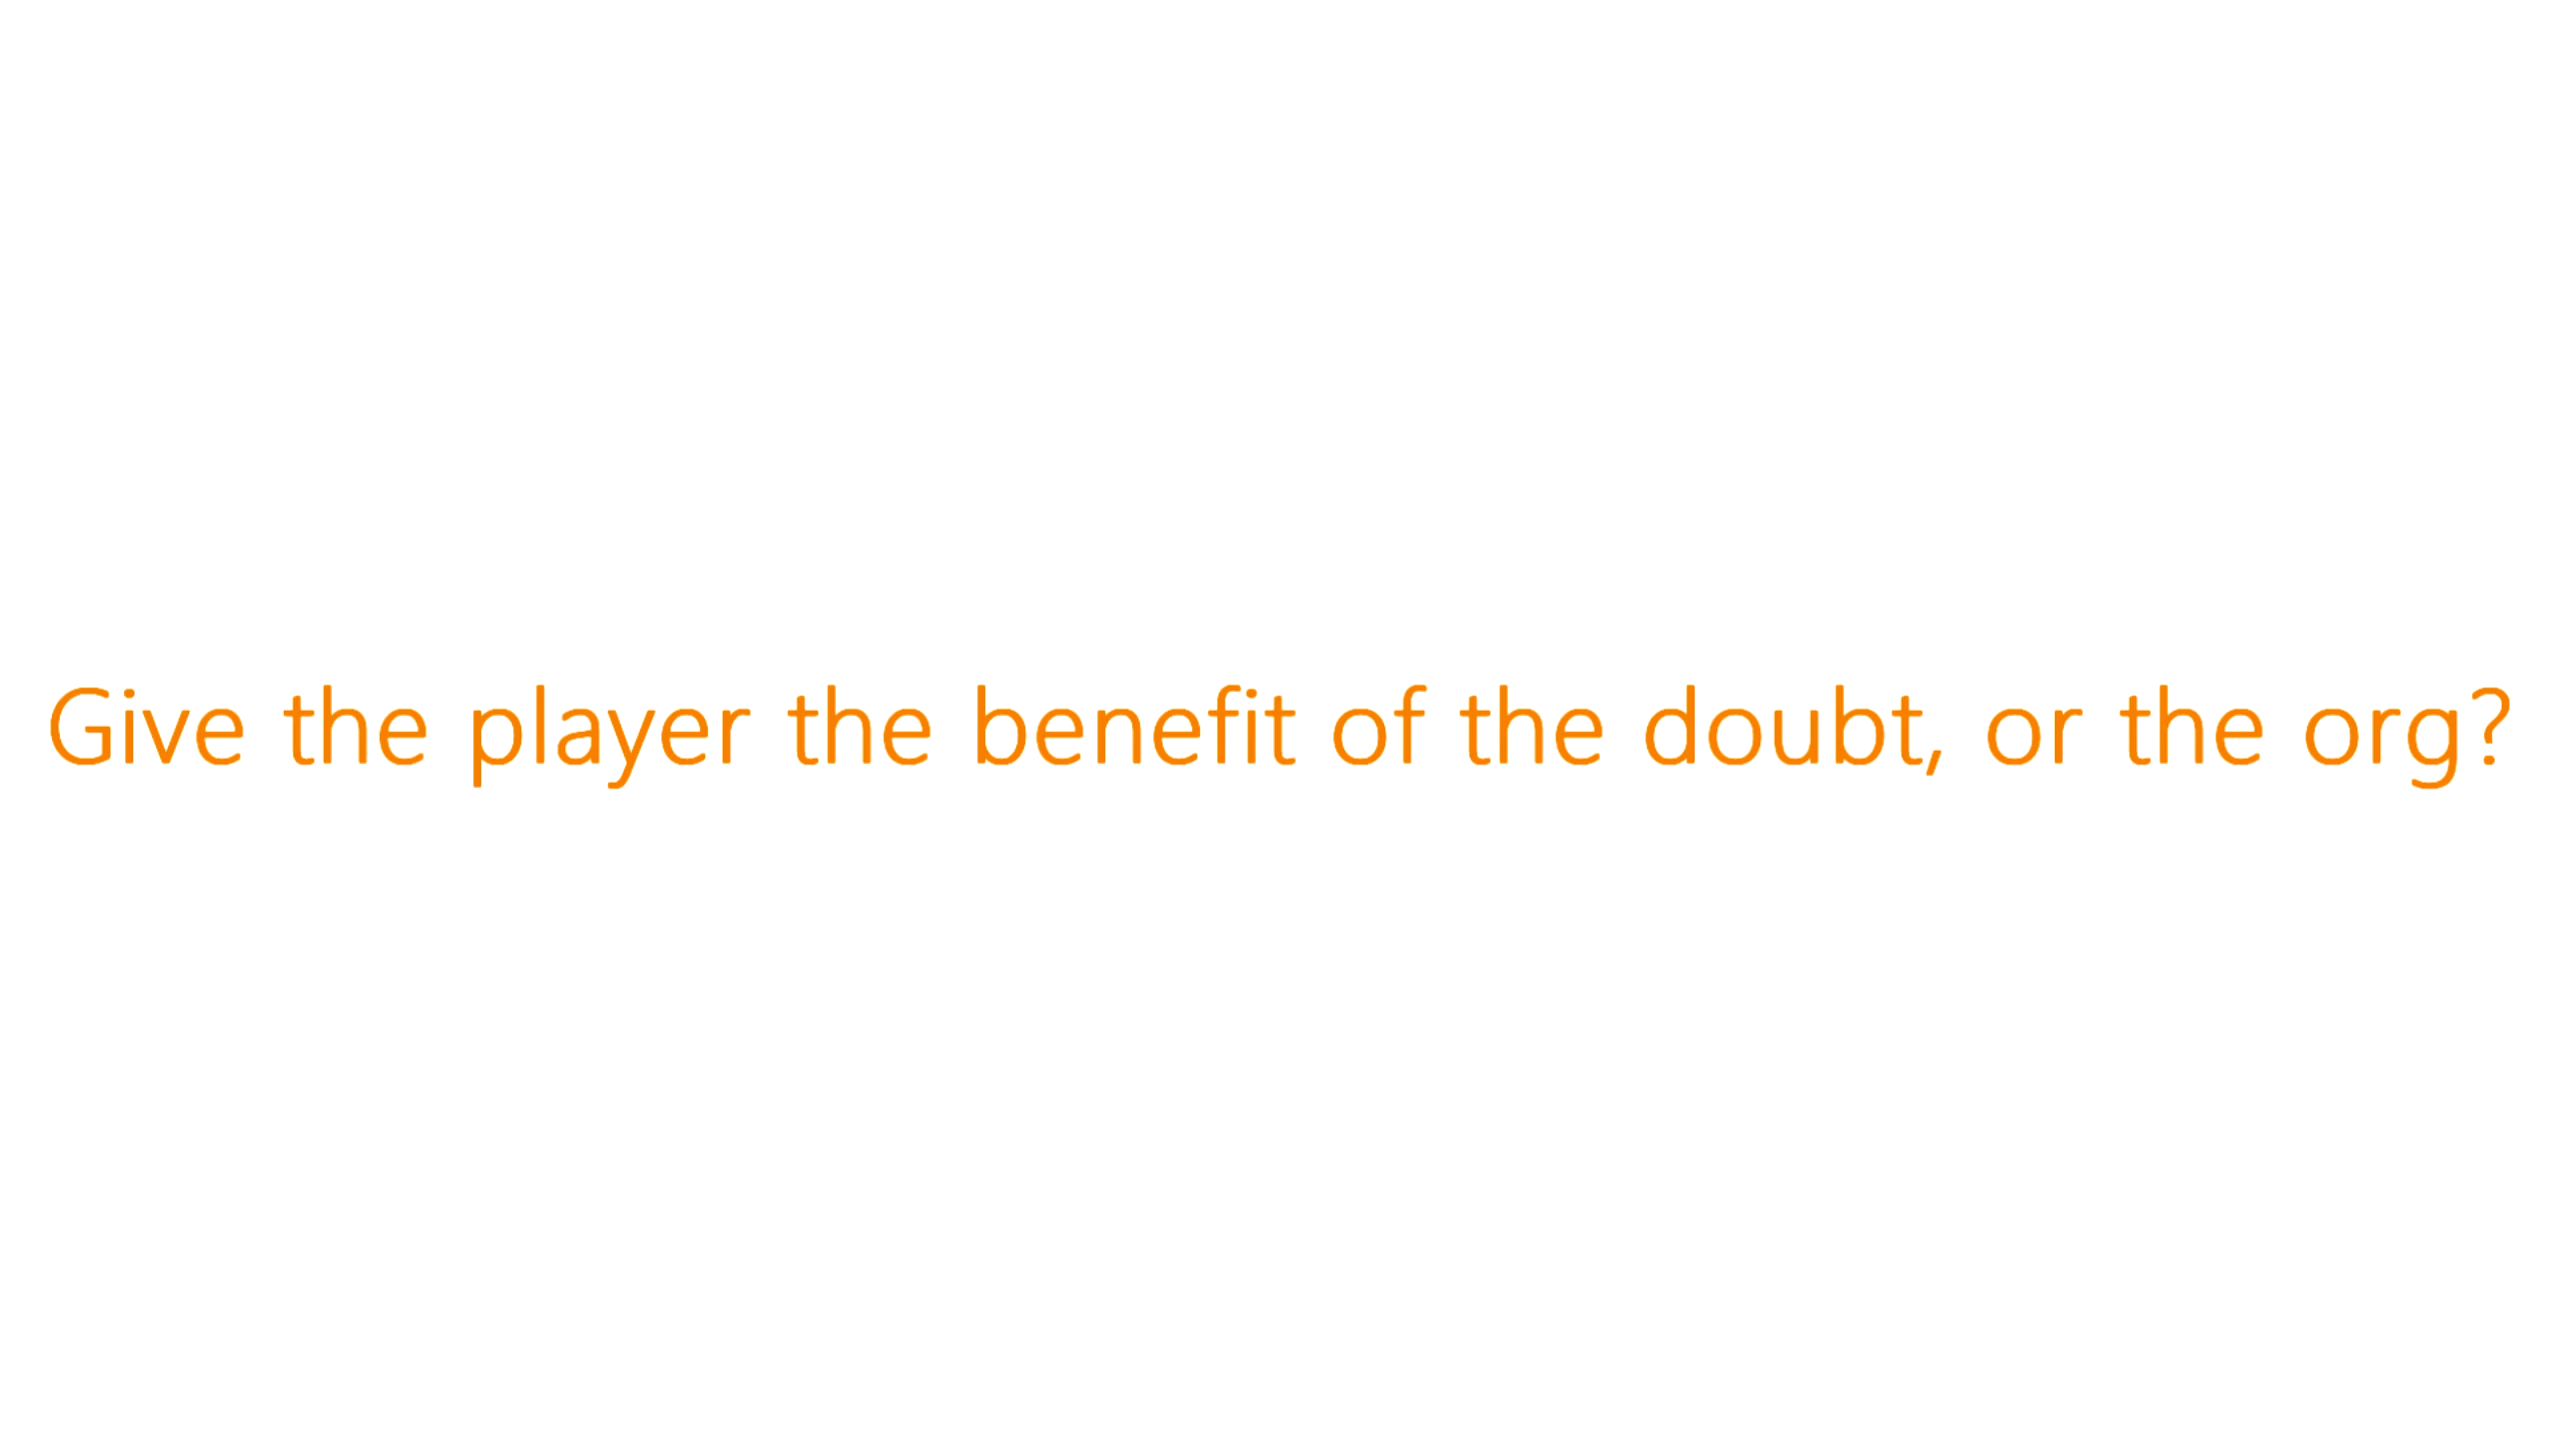 Give the player the benefit of the doubt, or the org?